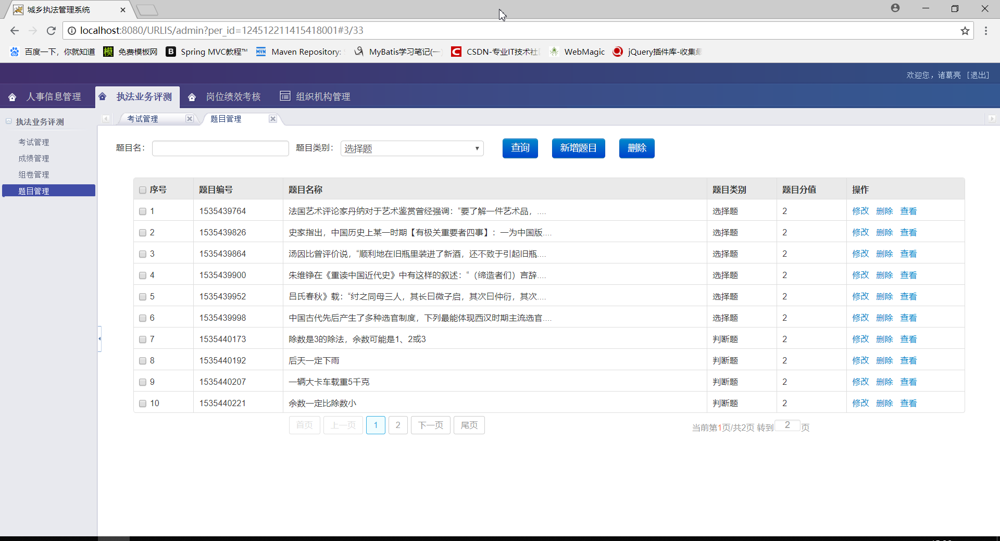 城乡执法管理系统
localhost:8080/URLIS/admin?per_id=124512211415418001#3/33
百度一下，你就知道 免费模板网 Spring MVC教程™ Maven Repository: MyBatis学习笔记(一) CSDN-专业IT技术社 WebMagic jQuery插件库-收集最
欢迎您，诸葛亮 [退出]
人事信息管理 执法业务评测 岗位绩效考核 组织机构管理
执法业务评测
考试管理
成绩管理
组卷管理
题目管理
考试管理 题目管理
题目名： 题目类别： 选择题 查询 新增题目 删除
序号 题目编号 题目名称 题目类别 题目分值 操作
1 1535439764 法国艺术评论家丹纳对于艺术鉴赏曾经强调：“要了解一件艺术品，.... 选择题 2 修改 删除 查看
2 1535439826 史家指出，中国历史上某一时期【有极关重要者四事】：一为中国版.... 选择题 2 修改 删除 查看
3 1535439864 汤因比曾评价说，“顺利地在旧瓶里装进了新酒，还不致于引起旧瓶.... 选择题 2 修改 删除 查看
4 1535439900 朱维铮在《重读中国近代史》中有这样的叙述：“（缔造者们）言辞.... 选择题 2 修改 删除 查看
5 1535439952 吕氏春秋》载：“纣之同母三人，其长曰微子启，其次曰仲衍，其次.... 选择题 2 修改 删除 查看
6 1535439998 中国古代先后产生了多种选官制度，下列最能体现西汉时期主流选官.... 选择题 2 修改 删除 查看
7 1535440173 除数是3的除法，余数可能是1、2或3 判断题 2 修改 删除 查看
8 1535440192 后天一定下雨 判断题 2 修改 删除 查看
9 1535440207 一辆大卡车载重5千克 判断题 2 修改 删除 查看
10 1535440221 余数一定比除数小 判断题 2 修改 删除 查看
首页 上一页 1 2 下一页 尾页 当前第1页/共2页 转到 2 页